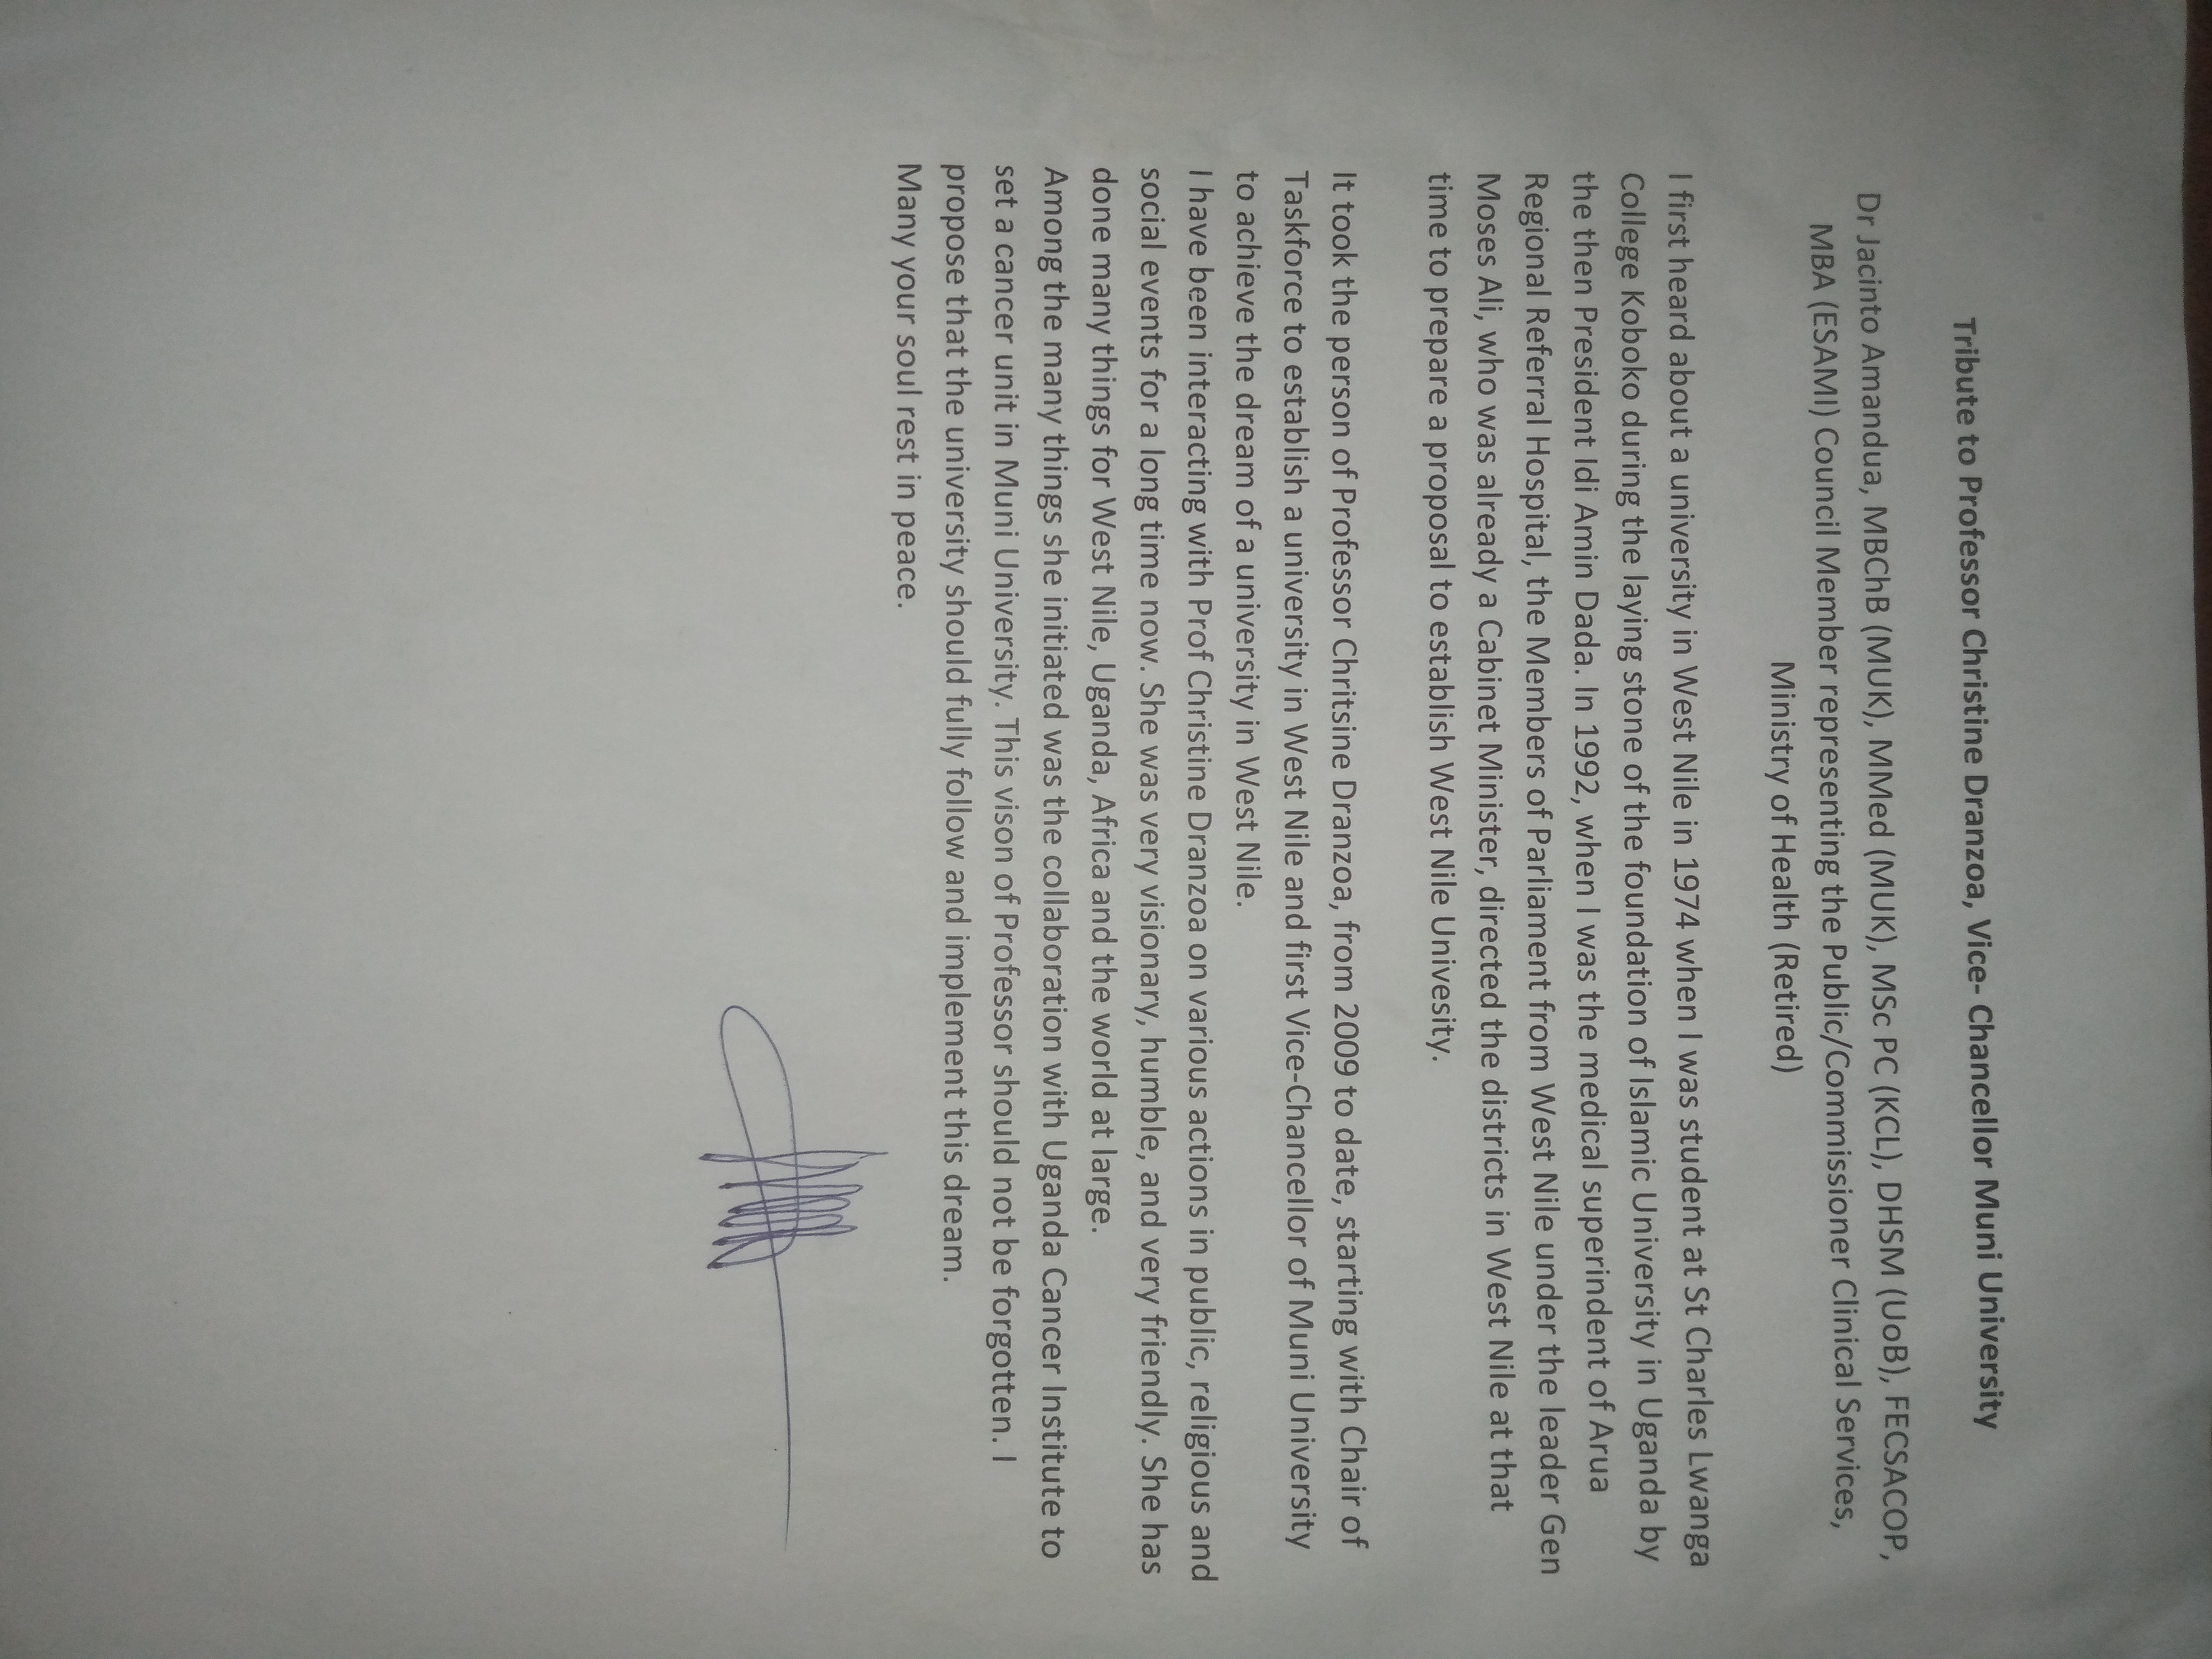 Tribute to Professor Christine Dranzoa, Vice- Chancellor Muni University
Dr Jacinto Amandua, MBChB (MUK), MMed (MUK), MSc PC (KCL), DHSM (UoB), FECSACOP,
MBA (ESAMI) Council Member representing the Public/Commissioner Clinical Services,
Ministry of Health (Retired)
I first heard about a university in West Nile in 1974 when I was student at St Charles Lwanga
College Koboko during the laying stone of the foundation of Islamic University in Uganda by
the then President Idi Amin Dada. In 1992, when I was the medical superindent of Arua
Regional Referral Hospital, the Members of Parliament from West Nile under the leader Gen
Moses Ali, who was already a Cabinet Minister, directed the districts in West Nile at that
time to prepare a proposal to establish West Nile Univesity.
It took the person of Professor Chritsine Dranzoa, from 2009 to date, starting with Chair of
Taskforce to establish a university in West Nile and first Vice-Chancellor of Muni University
to achieve the dream of a university in West Nile.
I have been interacting with Prof Christine Dranzoa on various actions in public, religious and
social events for a long time now. She was very visionary, humble, and very friendly. She has
done many things for West Nile, Uganda, Africa and the world at large.
Among the many things she initiated was the collaboration with Uganda Cancer Institute to
set a cancer unit in Muni University. This vison of Professor should not be forgotten. I
propose that the university should fully follow and implement this dream.
Many your soul rest in peace.